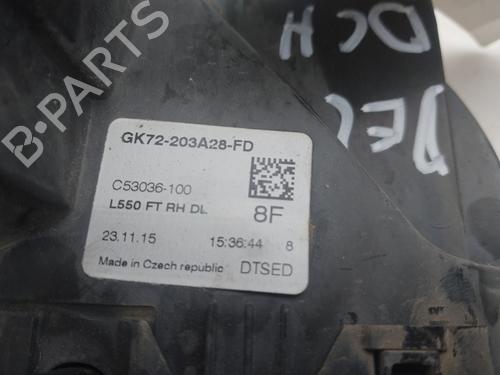 DCH
DEL
GK72-203A28-FD
C53036-100
L550 FT RH DL
8F
23.11.15 15:36:44 8
Made in Czech republic DTSED
B-PARTS